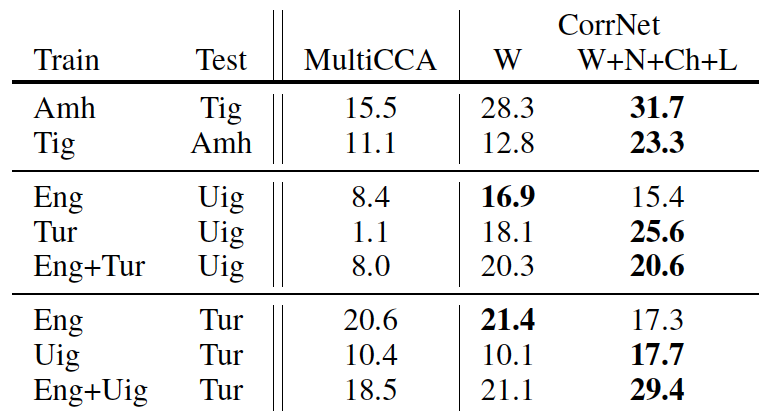 CorrNet
Train Test MultiCCA W W+N+Ch+L
Amh Tig 15.5 28.3 31.7
Tig Amh 11.1 12.8 23.3
Eng Uig 8.4 16.9 15.4
Tur Uig 1.1 18.1 25.6
Eng+Tur Uig 8.0 20.3 20.6
Eng Tur 20.6 21.4 17.3
Uig Tur 10.4 10.1 17.7
Eng+Uig Tur 18.5 21.1 29.4